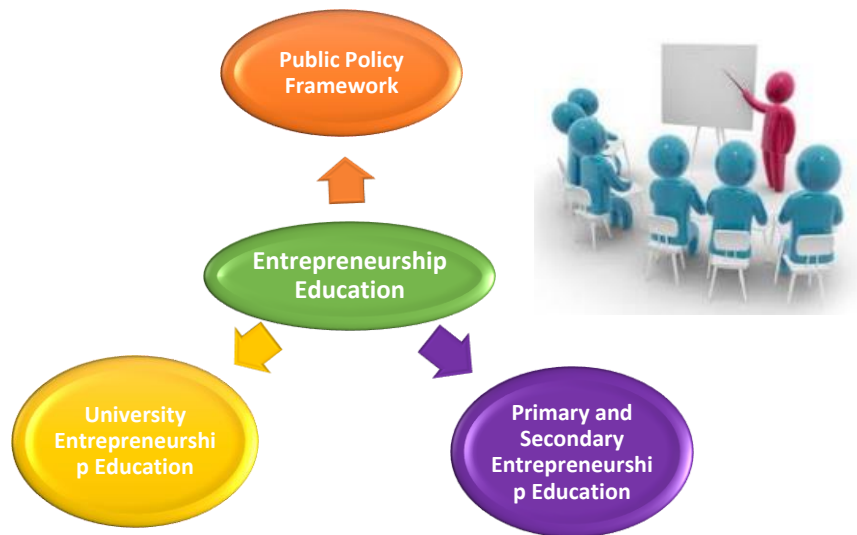 Public Policy
Framework
Entrepreneurship
Education
University
Entrepreneurshi
p Education
Primary and
Secondary
Entrepreneurshi
p Education